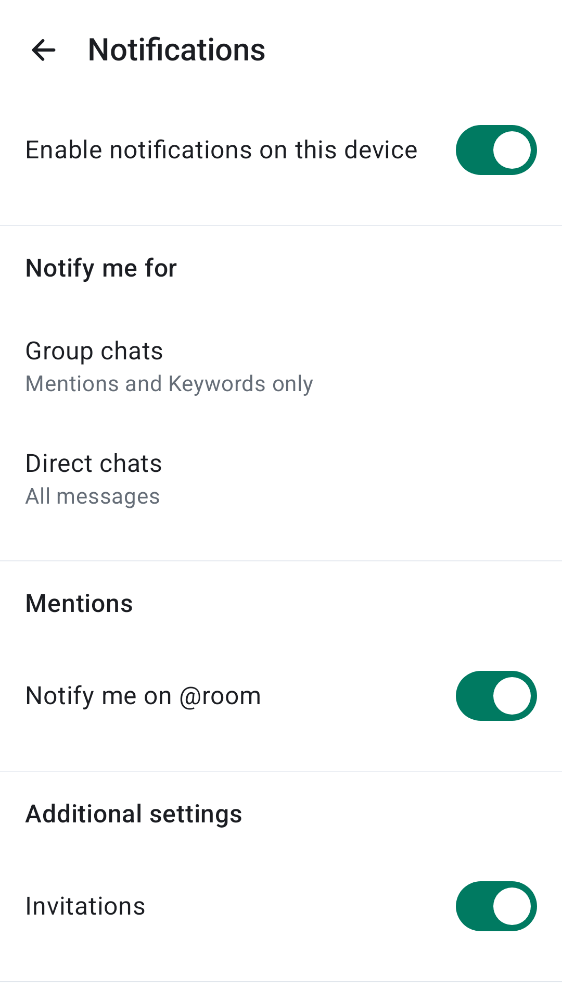 Notifications
Enable notifications on this device
Notify me for
Group chats
Mentions and Keywords only
Direct chats
All messages
Mentions
Notify me on @room
Additional settings
Invitations